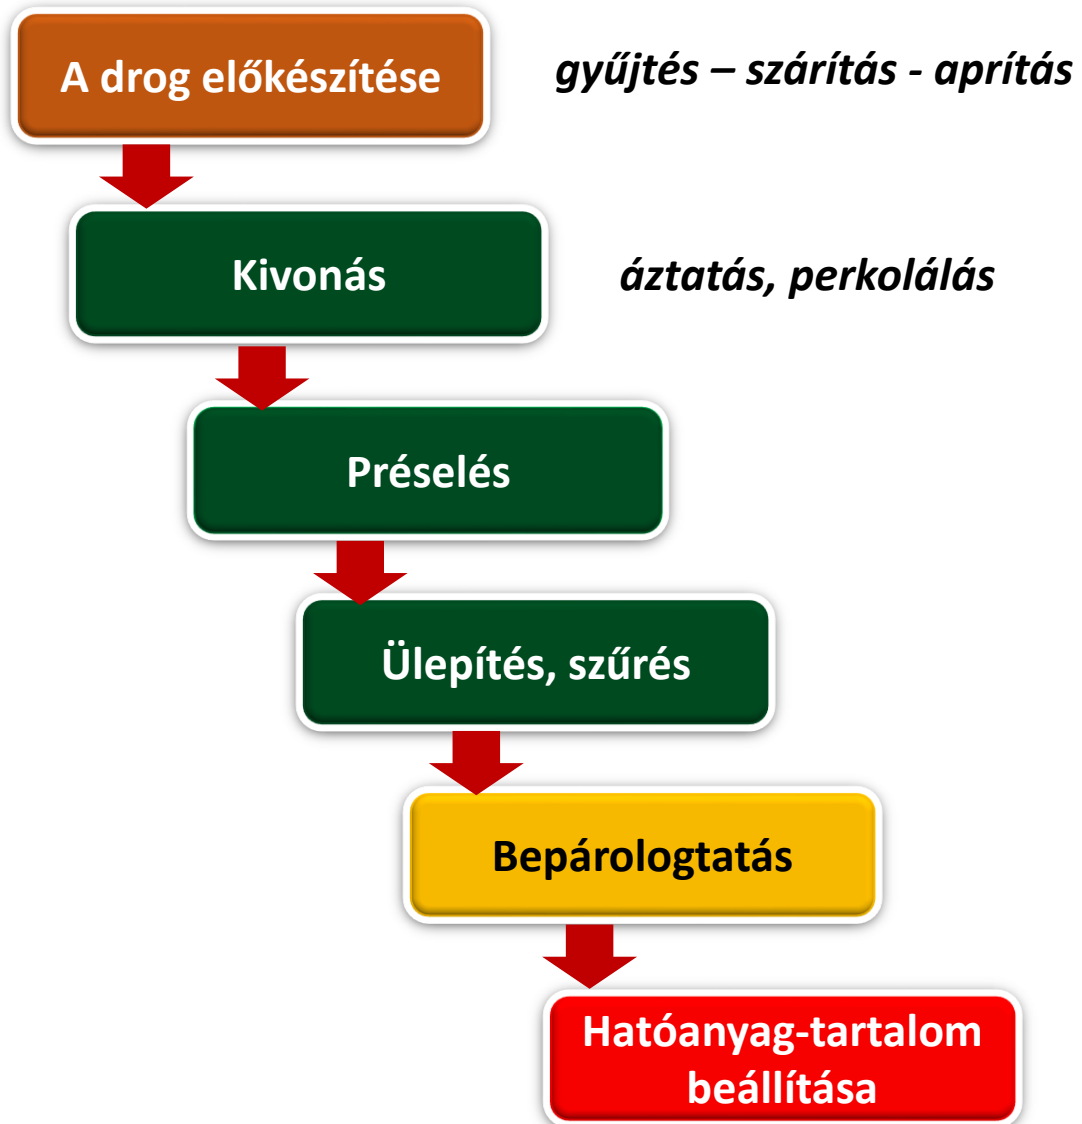 A drog előkészítése
gyűjtés – szárítás - aprítás
Kivonás
áztatás, perkolálás
Préselés
Ülepítés, szűrés
Bepárologtatás
Hatóanyag-tartalom
beállítása